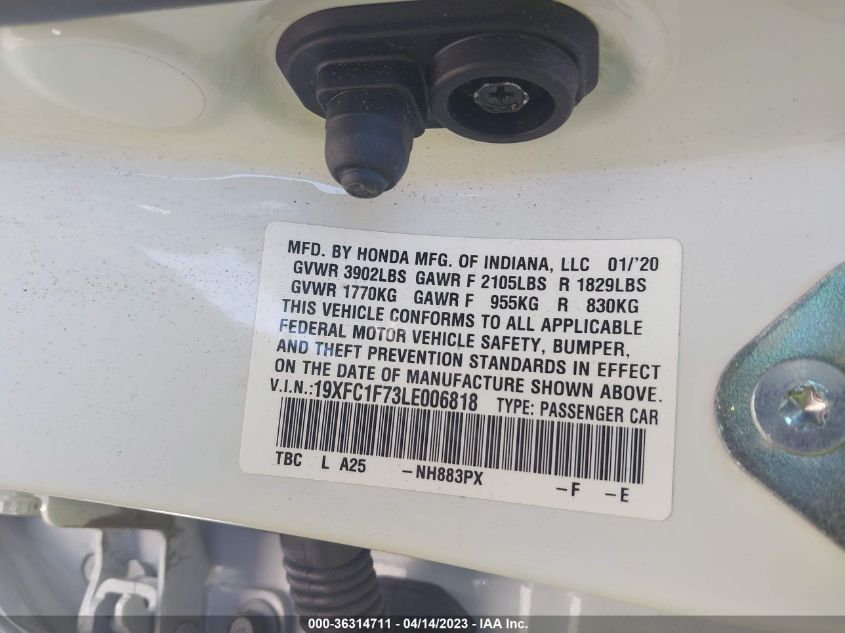 MFD. BY HONDA MFG. OF INDIANA, LLC 01/'20
GVWR 3902LBS GAWR F 2105LBS R 1829LBS
GVWR 1770KG GAWR F 955KG R 830KG
THIS VEHICLE CONFORMS TO ALL APPLICABLE
FEDERAL MOTOR VEHICLE SAFETY, BUMPER,
AND THEFT PREVENTION STANDARDS IN EFFECT
ON THE DATE OF MANUFACTURE SHOWN ABOVE.
V.I.N.:19XFC1F73LE006818 TYPE: PASSENGER CAR
TBC L A25 -NH883PX -F -E
000-36314711 - 04/14/2023 - IAA Inc.